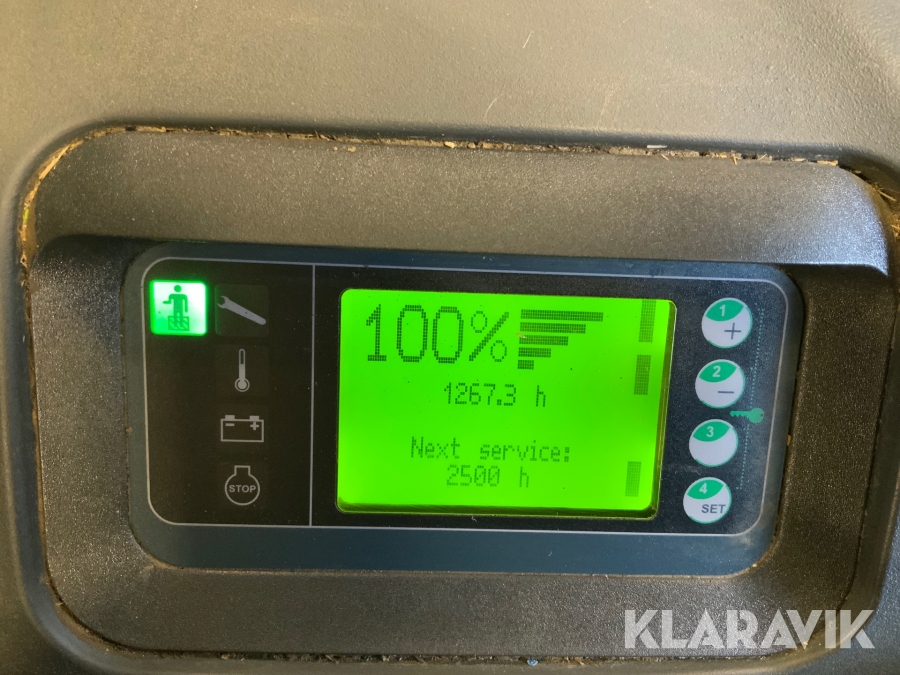 100%
1267.3 h
Next service:
2500 h
1
+
2
−
3
4
SET
STOP
KLARAVIK